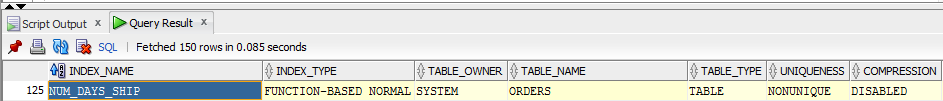 Script Output x Query Result x
SQL | Fetched 150 rows in 0.085 seconds
INDEX_NAME INDEX_TYPE TABLE_OWNER TABLE_NAME TABLE_TYPE UNIQUENESS COMPRESSION
125 NUM_DAYS_SHIP FUNCTION-BASED NORMAL SYSTEM ORDERS TABLE NONUNIQUE DISABLED